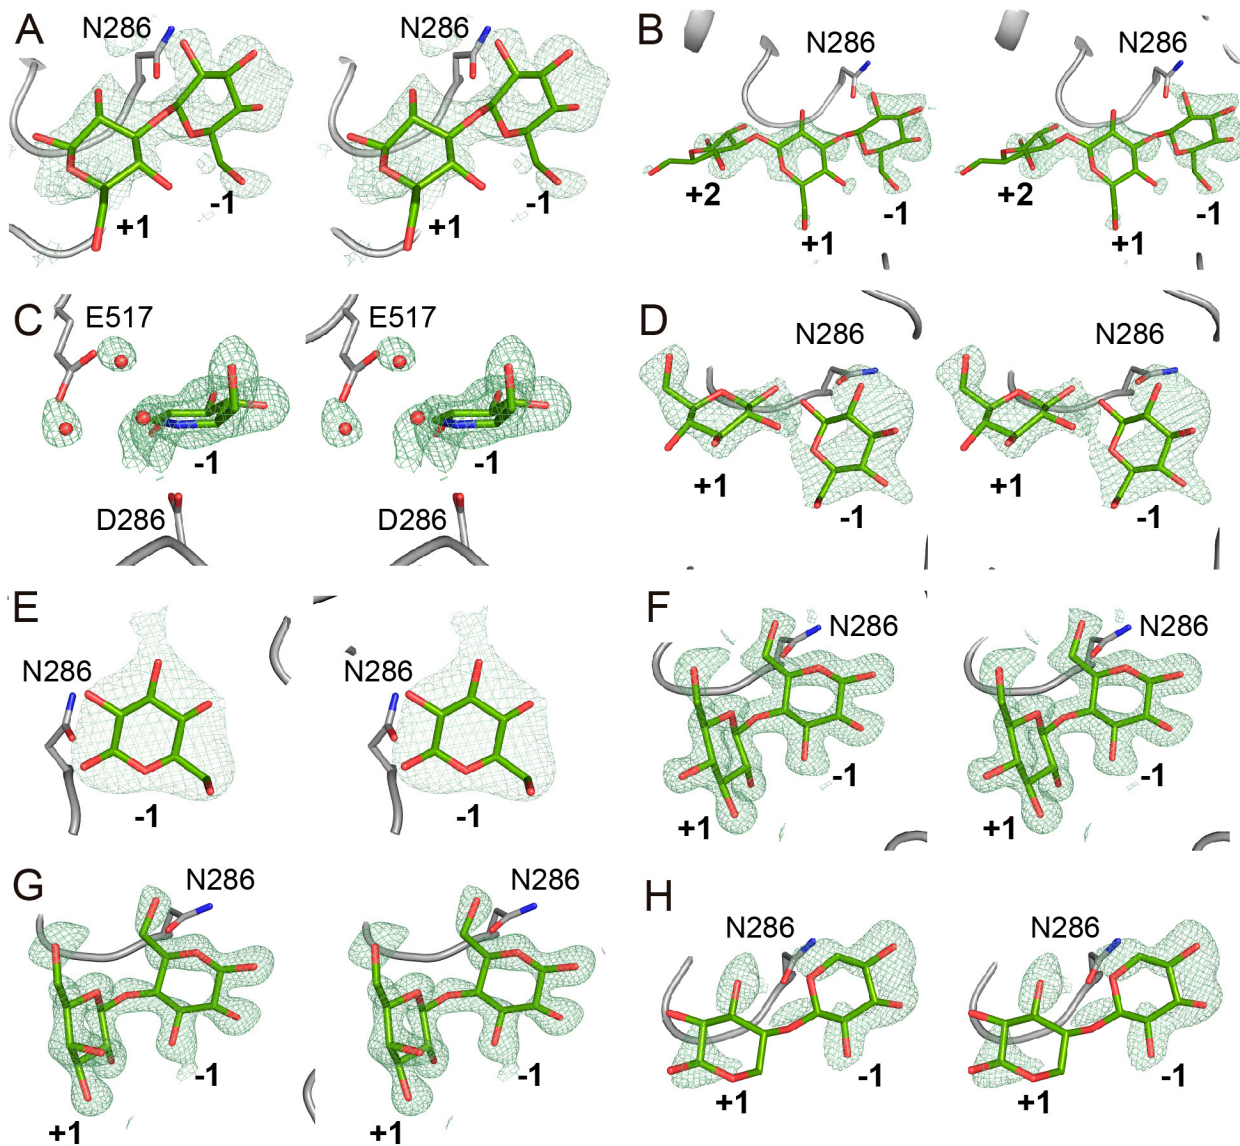 A N286 N286
+1 -1 +1 -1
B N286 N286
+2 +1 -1 +2 +1 -1
C E517 E517
-1 -1
D286 D286
D N286 N286
+1 -1 +1 -1
E N286 N286
-1 -1
F N286 N286
+1 -1 +1 -1
G N286 N286
+1 -1 +1 -1
H N286 N286
+1 -1 +1 -1